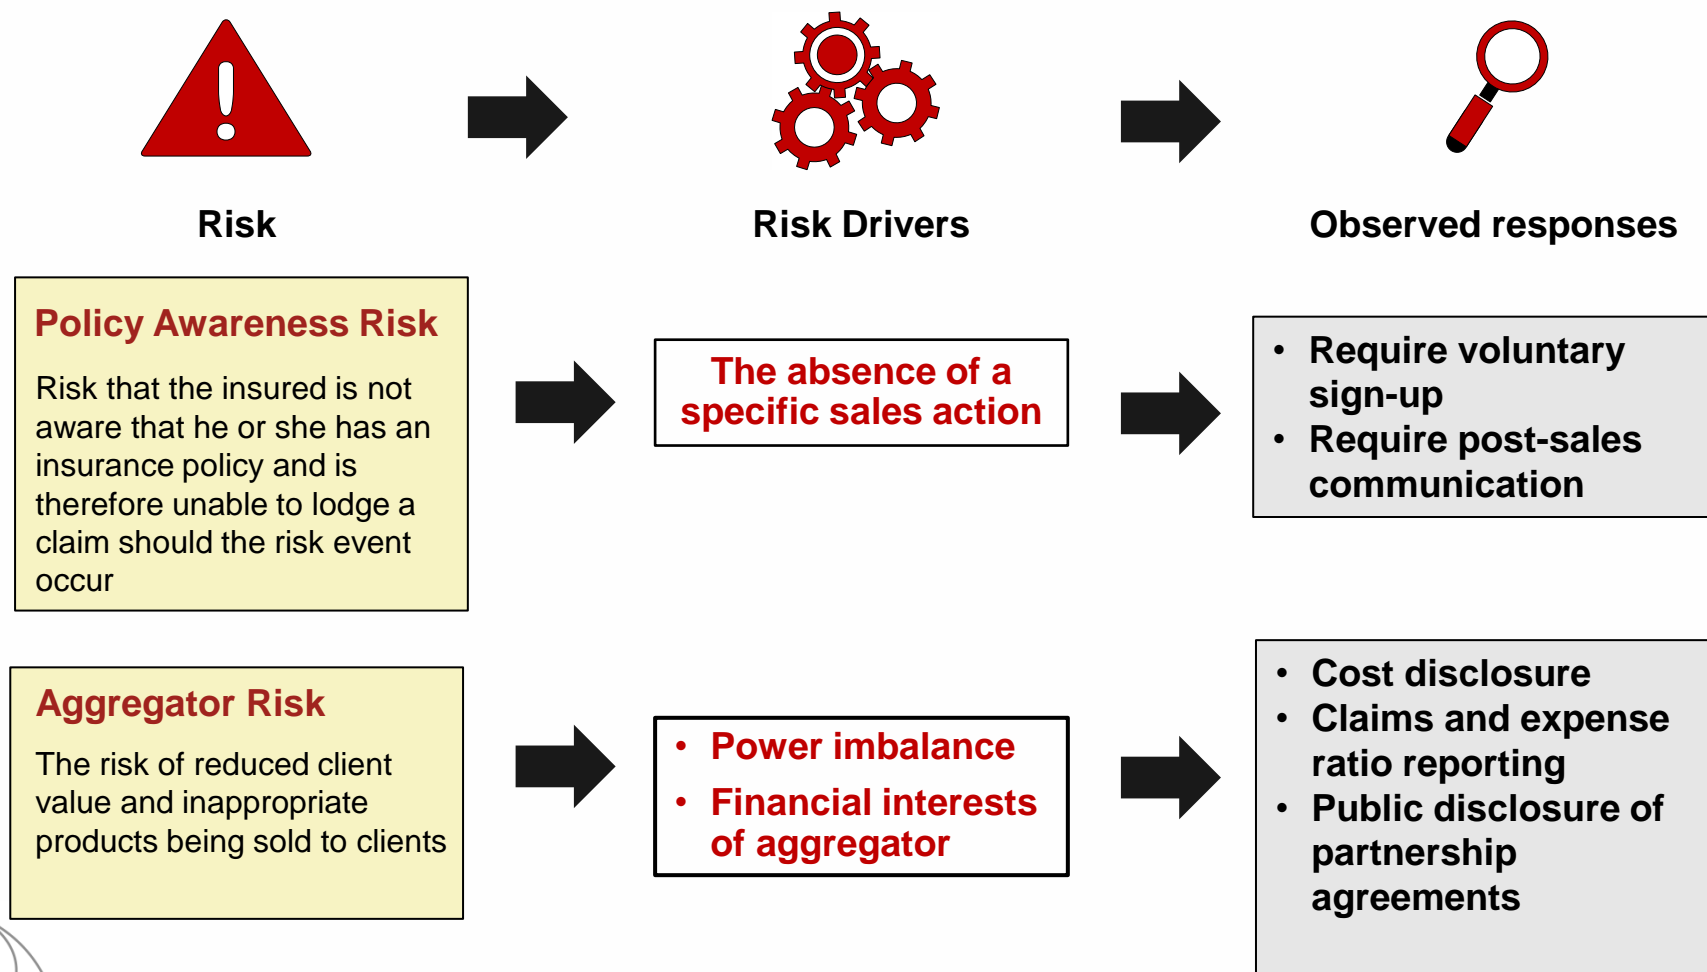 Risk
Risk Drivers
Observed responses
Policy Awareness Risk
Risk that the insured is not
aware that he or she has an
insurance policy and is
therefore unable to lodge a
claim should the risk event
occur
The absence of a
specific sales action
• Require voluntary
sign-up
• Require post-sales
communication
Aggregator Risk
The risk of reduced client
value and inappropriate
products being sold to clients
• Power imbalance
• Financial interests
of aggregator
• Cost disclosure
• Claims and expense
ratio reporting
• Public disclosure of
partnership
agreements